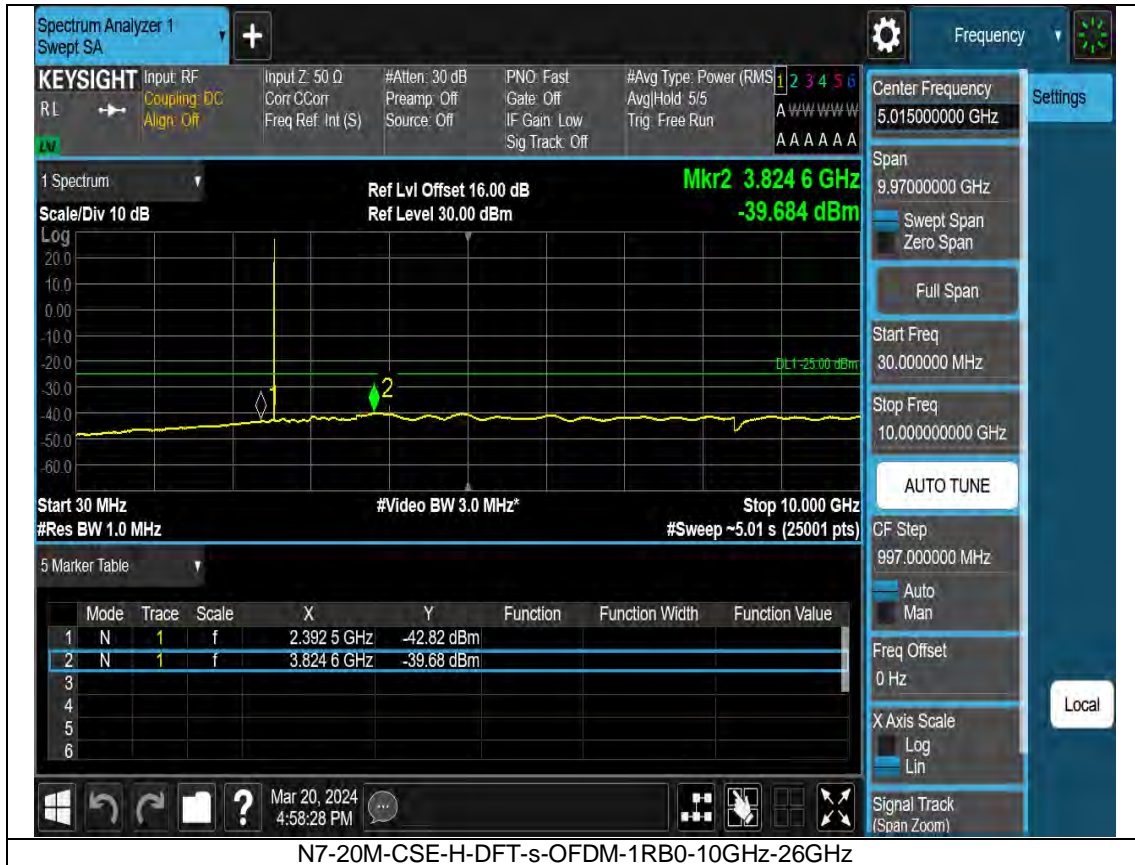 Spectrum Analyzer 1
Swept SA
Frequency
KEYSIGHT
RL
LXI
Input: RF
Coupling: DC
Align: Off
Input Z: 50 Ω
Corr CCorr
Freq Ref: Int (S)
#Atten: 30 dB
Preamp: Off
Source: Off
PNO: Fast
Gate: Off
IF Gain: Low
Sig Track: Off
#Avg Type: Power (RMS
Avg|Hold: 5/5
Trig: Free Run
1 2 3 4 5 6
A W W W W W
A A A A A A
1 Spectrum
Scale/Div 10 dB
Log
Ref Lvl Offset 16.00 dB
Ref Level 30.00 dBm
Mkr2 3.824 6 GHz
-39.684 dBm
20.0
10.0
0.00
-10.0
-20.0
-30.0
-40.0
-50.0
-60.0
DL1 -25.00 dBm
1
2
Start 30 MHz
#Video BW 3.0 MHz*
Stop 10.000 GHz
#Res BW 1.0 MHz
#Sweep ~5.01 s (25001 pts)
5 Marker Table
Mode Trace Scale X Y Function Function Width Function Value
1 N 1 f 2.392 5 GHz -42.82 dBm
2 N 1 f 3.824 6 GHz -39.68 dBm
3
4
5
6
?
Mar 20, 2024
4:58:28 PM
Center Frequency
5.015000000 GHz
Settings
Span
9.97000000 GHz
Swept Span
Zero Span
Full Span
Start Freq
30.000000 MHz
Stop Freq
10.000000000 GHz
AUTO TUNE
CF Step
997.000000 MHz
Auto
Man
Freq Offset
0 Hz
Local
X Axis Scale
Log
Lin
Signal Track
(Span Zoom)
N7-20M-CSE-H-DFT-s-OFDM-1RB0-10GHz-26GHz